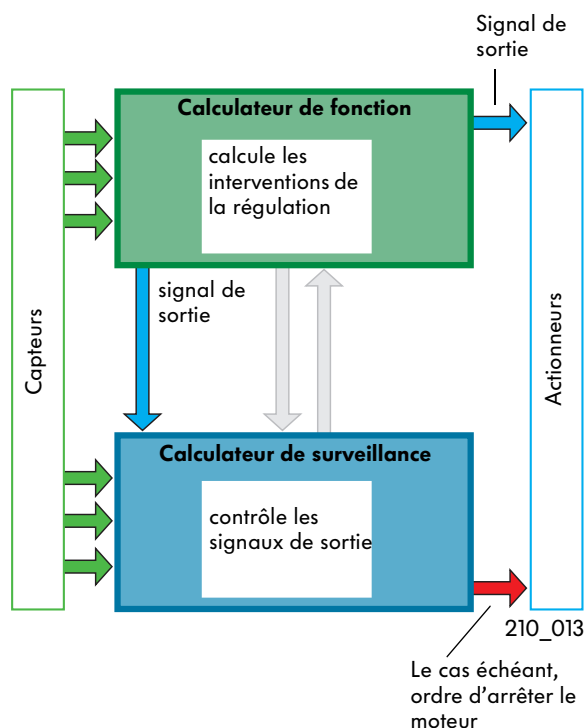 Signal de
sortie
Calculateur de fonction
calcule les
interventions de
la régulation
signal de
sortie
Capteurs
Actionneurs
Calculateur de surveillance
contrôle les
signaux de sortie
210_013
Le cas échéant,
ordre d’arrêter le
moteur